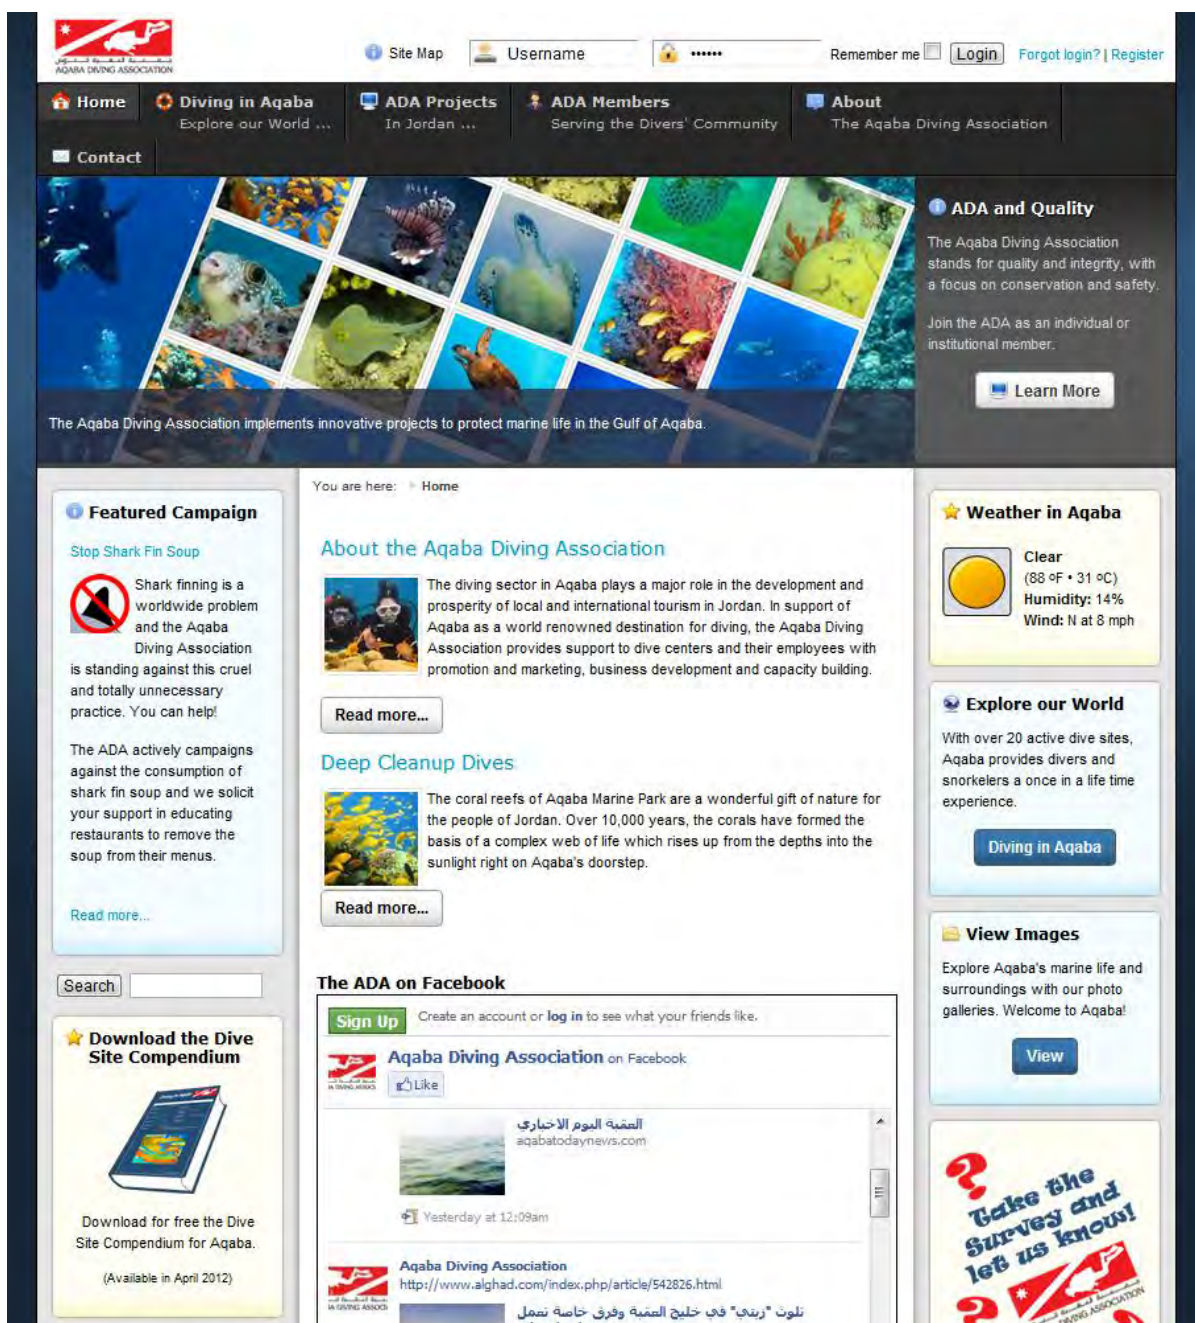 AQABA DIVING ASSOCIATION
Site Map
Username
••••••
Remember me
Login
Forgot login? | Register
Home
Diving in Aqaba
Explore our World ...
ADA Projects
In Jordan ...
ADA Members
Serving the Divers' Community
About
The Aqaba Diving Association
Contact
The Aqaba Diving Association implements innovative projects to protect marine life in the Gulf of Aqaba.
ADA and Quality
The Aqaba Diving Association
stands for quality and integrity, with
a focus on conservation and safety.
Join the ADA as an individual or
institutional member.
Learn More
Featured Campaign
Stop Shark Fin Soup
Shark finning is a
worldwide problem
and the Aqaba
Diving Association
is standing against this cruel
and totally unnecessary
practice. You can help!
The ADA actively campaigns
against the consumption of
shark fin soup and we solicit
your support in educating
restaurants to remove the
soup from their menus.
Read more...
Search
Download the Dive
Site Compendium
Download for free the Dive
Site Compendium for Aqaba.
(Available in April 2012)
You are here: Home
About the Aqaba Diving Association
The diving sector in Aqaba plays a major role in the development and
prosperity of local and international tourism in Jordan. In support of
Aqaba as a world renowned destination for diving, the Aqaba Diving
Association provides support to dive centers and their employees with
promotion and marketing, business development and capacity building.
Read more...
Deep Cleanup Dives
The coral reefs of Aqaba Marine Park are a wonderful gift of nature for
the people of Jordan. Over 10,000 years, the corals have formed the
basis of a complex web of life which rises up from the depths into the
sunlight right on Aqaba's doorstep.
Read more...
The ADA on Facebook
Sign Up
Create an account or log in to see what your friends like.
Aqaba Diving Association on Facebook
Like
العقبة اليوم الاخباري
aqabatodaynews.com
Yesterday at 12:09am
Aqaba Diving Association
http://www.alghad.com/index.php/article/542826.html
تلوث "زيتي" في خليج العقبة وفرق خاصة تعمل
Weather in Aqaba
Clear
(88 ºF • 31 ºC)
Humidity: 14%
Wind: N at 8 mph
Explore our World
With over 20 active dive sites,
Aqaba provides divers and
snorkelers a once in a life time
experience.
Diving in Aqaba
View Images
Explore Aqaba's marine life and
surroundings with our photo
galleries. Welcome to Aqaba!
View
Take the
Survey and
let us know!
DIVING ASSOCIATION